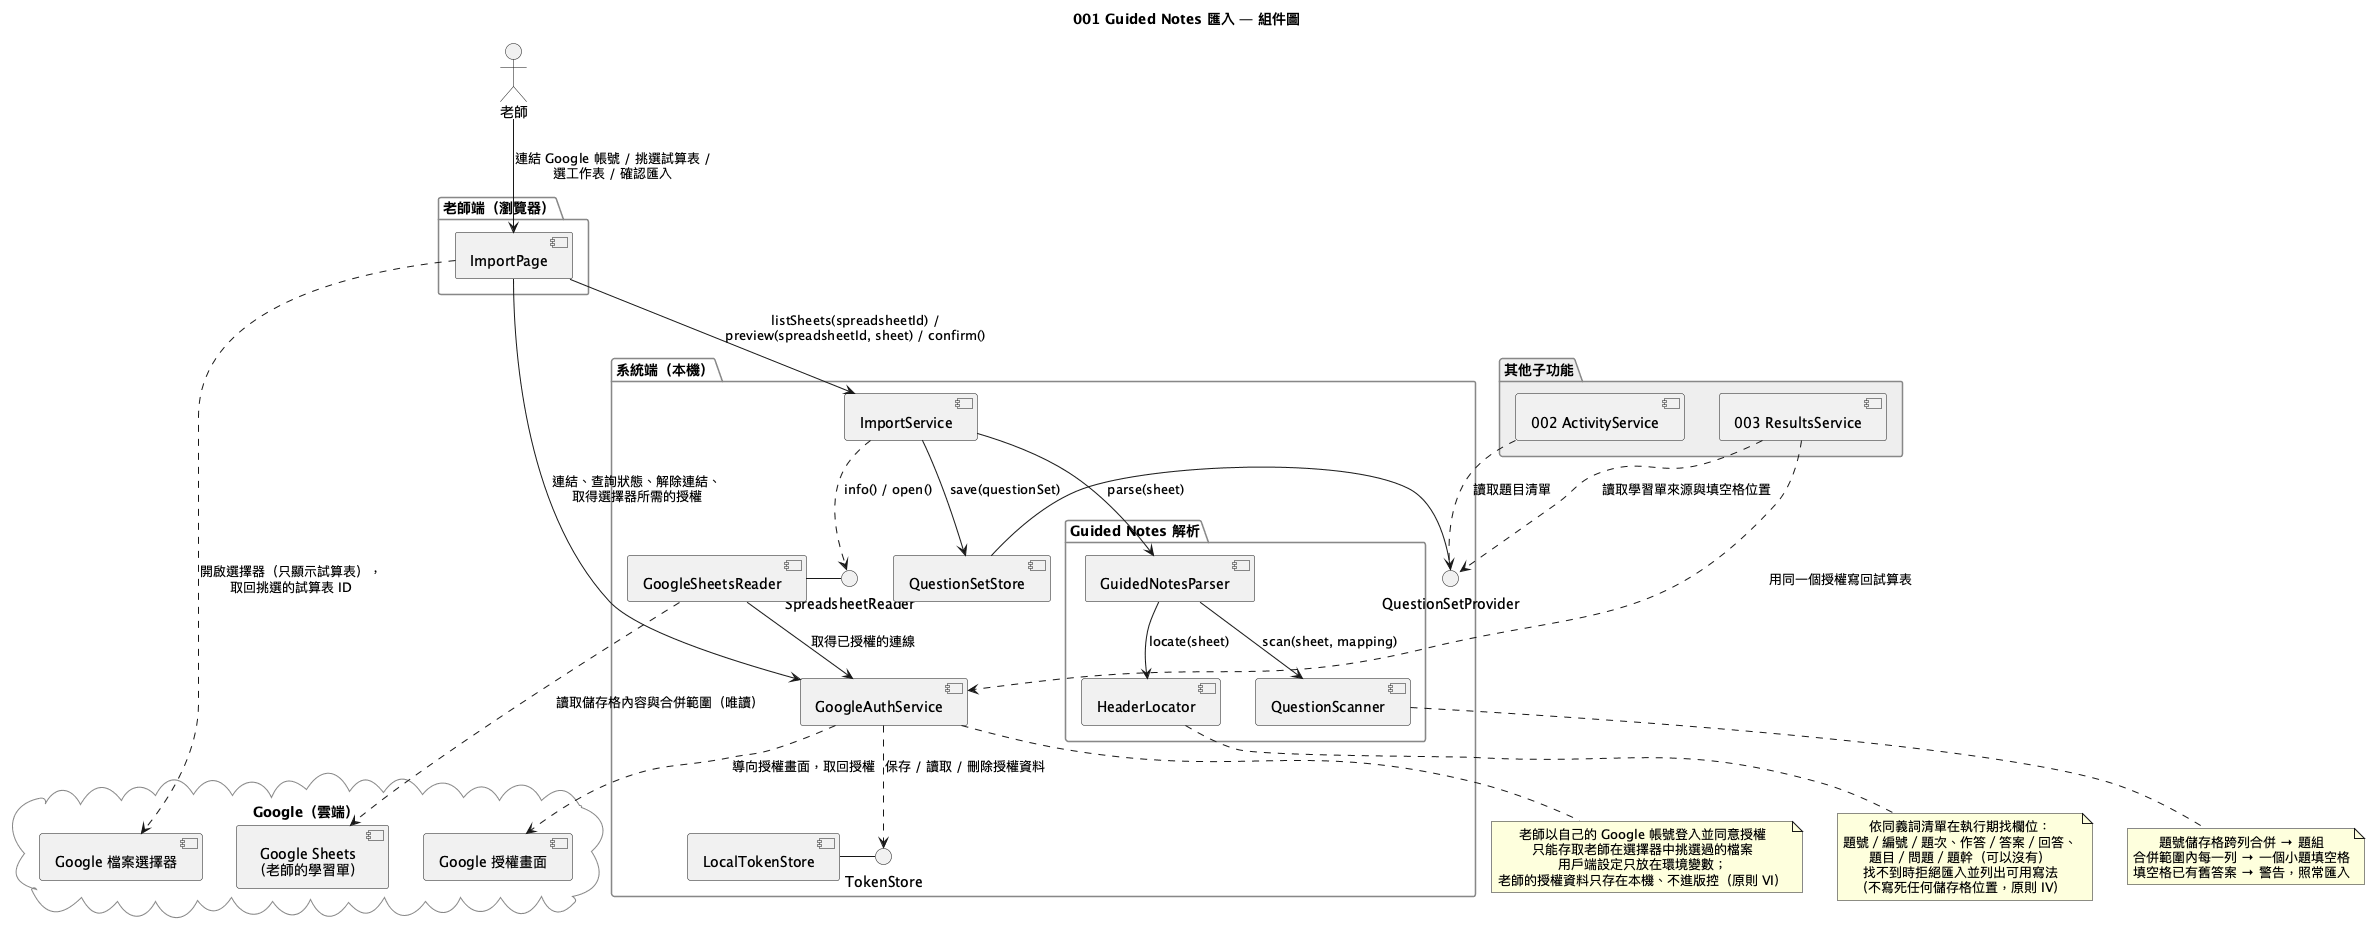 001 Guided Notes 匯入 — 組件圖
老師
連結 Google 帳號 / 挑選試算表 /
選工作表 / 確認匯入
老師端（瀏覽器）
ImportPage
listSheets(spreadsheetId) /
preview(spreadsheetId, sheet) / confirm()
系統端（本機）
其他子功能
ImportService
002 ActivityService
003 ResultsService
連結、查詢狀態、解除連結、
取得選擇器所需的授權
info() / open()
save(questionSet)
parse(sheet)
讀取題目清單
讀取學習單來源與填空格位置
Guided Notes 解析
開啟選擇器（只顯示試算表），
取回挑選的試算表 ID
GoogleSheetsReader
SpreadsheetReader
QuestionSetStore
GuidedNotesParser
QuestionSetProvider
用同一個授權寫回試算表
取得已授權的連線
locate(sheet)
scan(sheet, mapping)
讀取儲存格內容與合併範圍（唯讀）
GoogleAuthService
HeaderLocator
QuestionScanner
導向授權畫面，取回授權
保存 / 讀取 / 刪除授權資料
Google（雲端）
Google 檔案選擇器
Google Sheets
（老師的學習單）
Google 授權畫面
LocalTokenStore
TokenStore
老師以自己的 Google 帳號登入並同意授權
只能存取老師在選擇器中挑選過的檔案
用戶端設定只放在環境變數；
老師的授權資料只存在本機、不進版控（原則 VI）
依同義詞清單在執行期找欄位：
題號 / 編號 / 題次、作答 / 答案 / 回答、
題目 / 問題 / 題幹（可以沒有）
找不到時拒絕匯入並列出可用寫法
（不寫死任何儲存格位置，原則 IV）
題號儲存格跨列合併 → 題組
合併範圍內每一列 → 一個小題填空格
填空格已有舊答案 → 警告，照常匯入